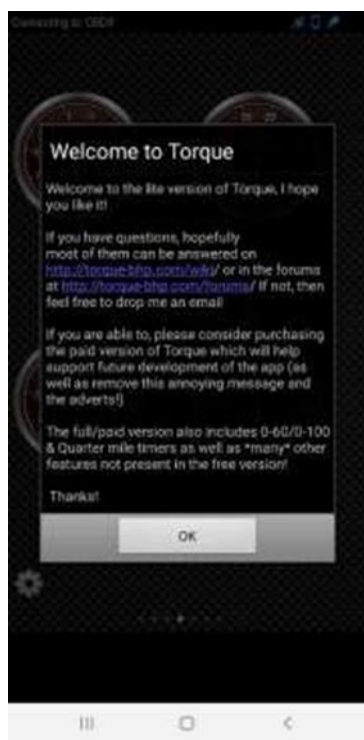 Connecting to OBDII
Welcome to Torque
Welcome to the lite version of Torque, I hope
you like it!
If you have questions, hopefully
most of them can be answered on
http://torque-bhp.com/wiki/ or in the forums
at http://torque-bhp.com/forums/ If not, then
feel free to drop me an email
If you are able to, please consider purchasing
the paid version of Torque which will help
support future development of the app (as
well as remove this annoying message and
the adverts!)
The full/paid version also includes 0-60/0-100
& Quarter mile timers as well as *many* other
features not present in the free version!
Thanks!
OK